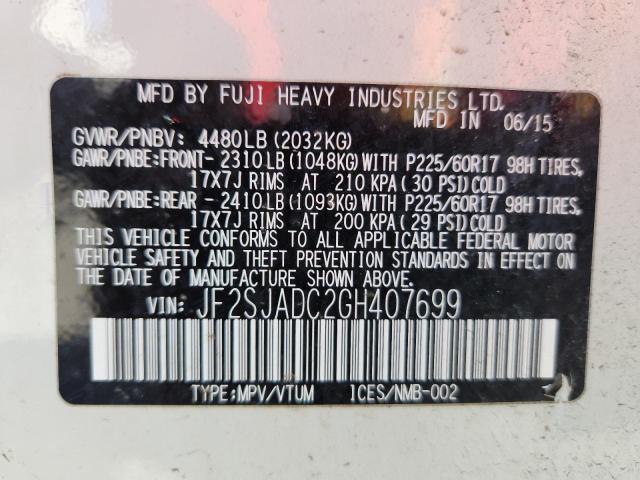 MFD BY FUJI HEAVY INDUSTRIES LTD.
MFD IN 06/15
GVWR/PNBV: 4480LB(2032KG)
GAWR/PNBE:FRONT- 2310LB(1048KG)WITH P225/60R17 98H TIRES,
17X7J RIMS AT 210 KPA( 30 PSI)COLD
GAWR/PNBE:REAR - 2410LB(1093KG)WITH P225/60R17 98H TIRES,
17X7J RIMS AT 200 KPA( 29 PSI)COLD
THIS VEHICLE CONFORMS TO ALL APPLICABLE FEDERAL MOTOR
VEHICLE SAFETY AND THEFT PREVENTION STANDARDS IN EFFECT ON
THE DATE OF MANUFACTURE SHOWN ABOVE.
VIN: JF2SJADC2GH407699
TYPE:MPV/VTUM 1CES/NMB-002